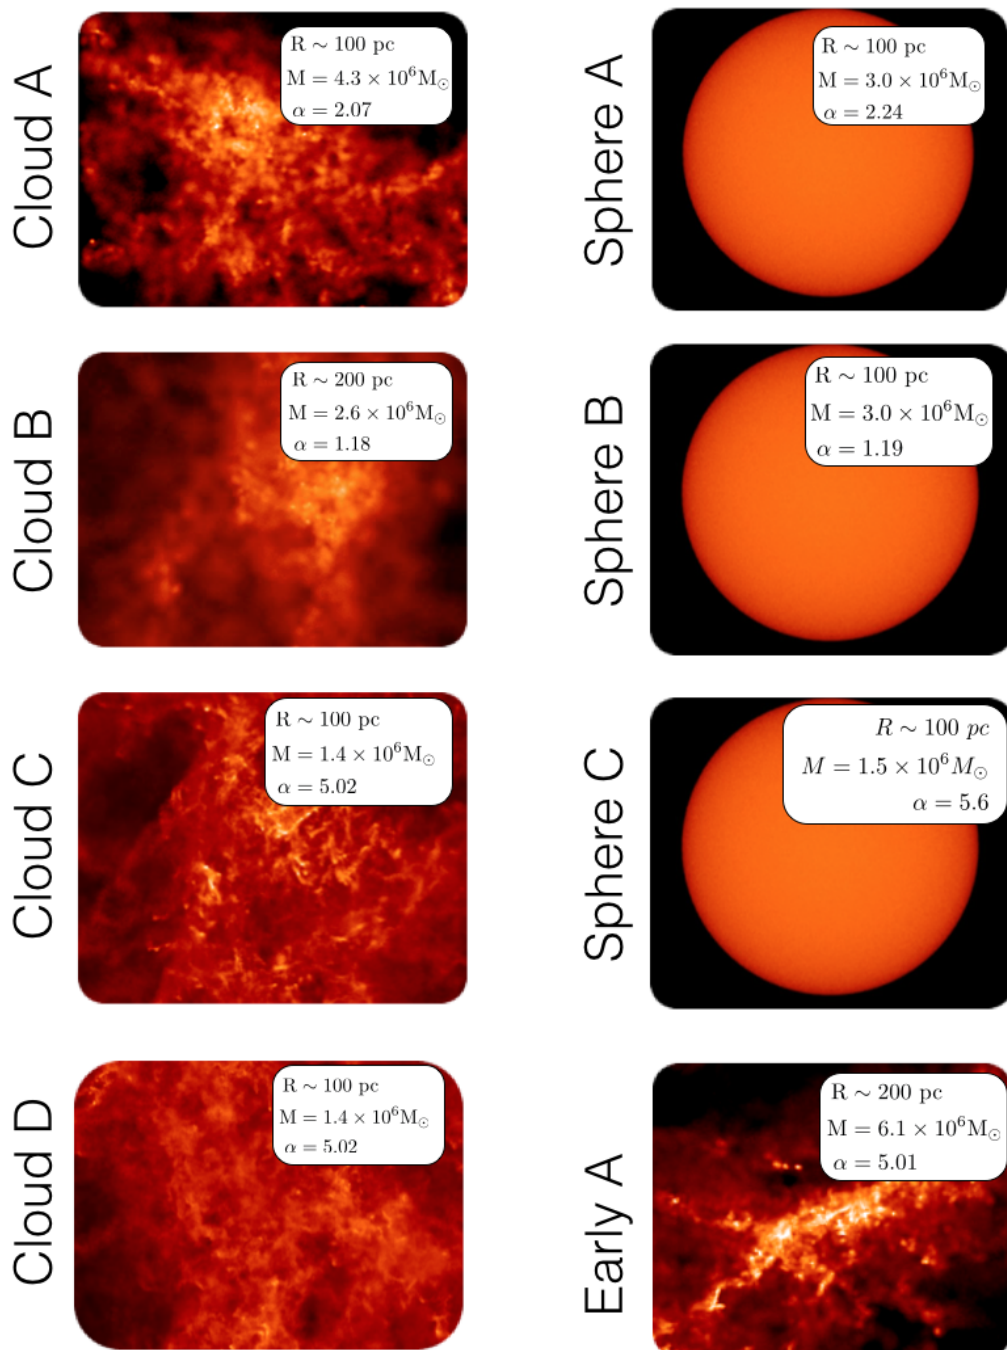 Cloud A
R ~ 100 pc
M = 4.3 × 10⁶M☉
α = 2.07
Sphere A
R ~ 100 pc
M = 3.0 × 10⁶M☉
α = 2.24
Cloud B
R ~ 200 pc
M = 2.6 × 10⁶M☉
α = 1.18
Sphere B
R ~ 100 pc
M = 3.0 × 10⁶M☉
α = 1.19
Cloud C
R ~ 100 pc
M = 1.4 × 10⁶M☉
α = 5.02
Sphere C
R ~ 100 pc
M = 1.5 × 10⁶M☉
α = 5.6
Cloud D
R ~ 100 pc
M = 1.4 × 10⁶M☉
α = 5.02
Early A
R ~ 200 pc
M = 6.1 × 10⁶M☉
α = 5.01